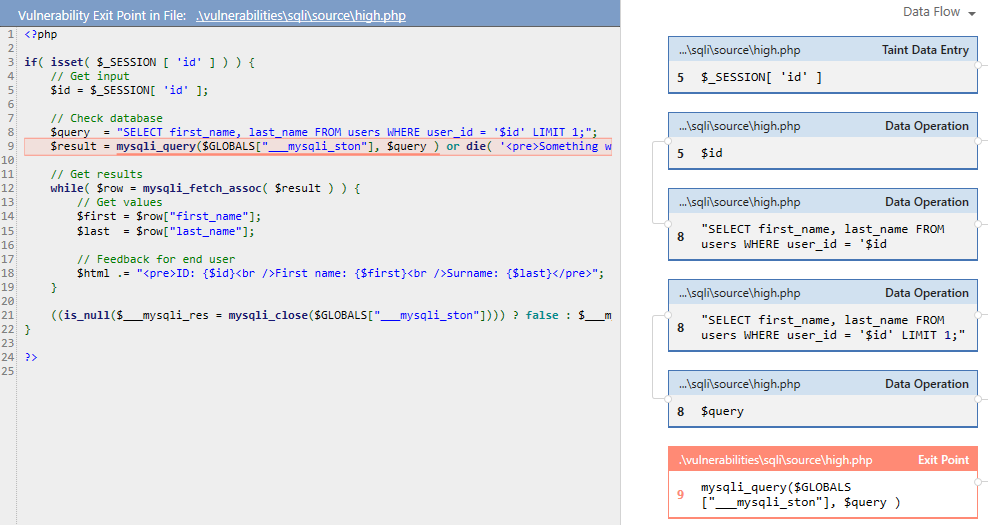 Vulnerability Exit Point in File: .\vulnerabilities\sqli\source\high.php
1 <?php
2
3 if( isset( $_SESSION [ 'id' ] ) ) {
4 // Get input
5 $id = $_SESSION[ 'id' ];
6
7 // Check database
8 $query  = "SELECT first_name, last_name FROM users WHERE user_id = '$id' LIMIT 1;";
9 $result = mysqli_query($GLOBALS["___mysqli_ston"], $query ) or die( '<pre>Something w
10
11 // Get results
12 while( $row = mysqli_fetch_assoc( $result ) ) {
13 // Get values
14 $first = $row["first_name"];
15 $last  = $row["last_name"];
16
17 // Feedback for end user
18 $html .= "<pre>ID: {$id}<br />First name: {$first}<br />Surname: {$last}</pre>";
19 }
20
21 ((is_null($___mysqli_res = mysqli_close($GLOBALS["___mysqli_ston"]))) ? false : $___m
22 }
23
24 ?>
25
Data Flow
...\sqli\source\high.php Taint Data Entry
5 $_SESSION[ 'id' ]
...\sqli\source\high.php Data Operation
5 $id
...\sqli\source\high.php Data Operation
8 "SELECT first_name, last_name FROM
users WHERE user_id = '$id
...\sqli\source\high.php Data Operation
8 "SELECT first_name, last_name FROM
users WHERE user_id = '$id' LIMIT 1;"
...\sqli\source\high.php Data Operation
8 $query
.\vulnerabilities\sqli\source\high.php Exit Point
9 mysqli_query($GLOBALS
["___mysqli_ston"], $query )